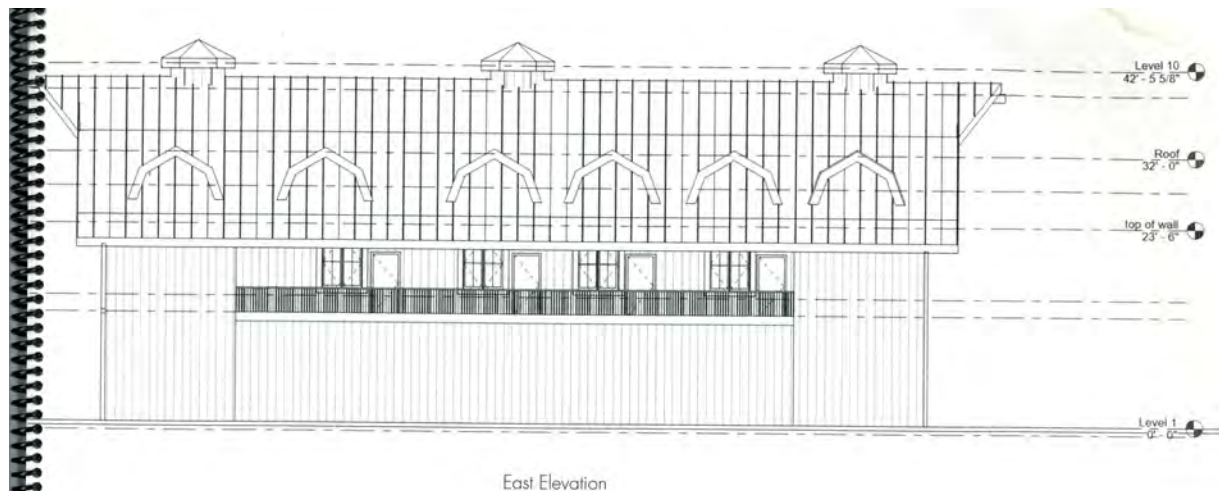 Level 10
42' - 5 5/8"
Roof
32' - 0"
top of wall
23' - 6"
Level 1
0' - 0"
East Elevation